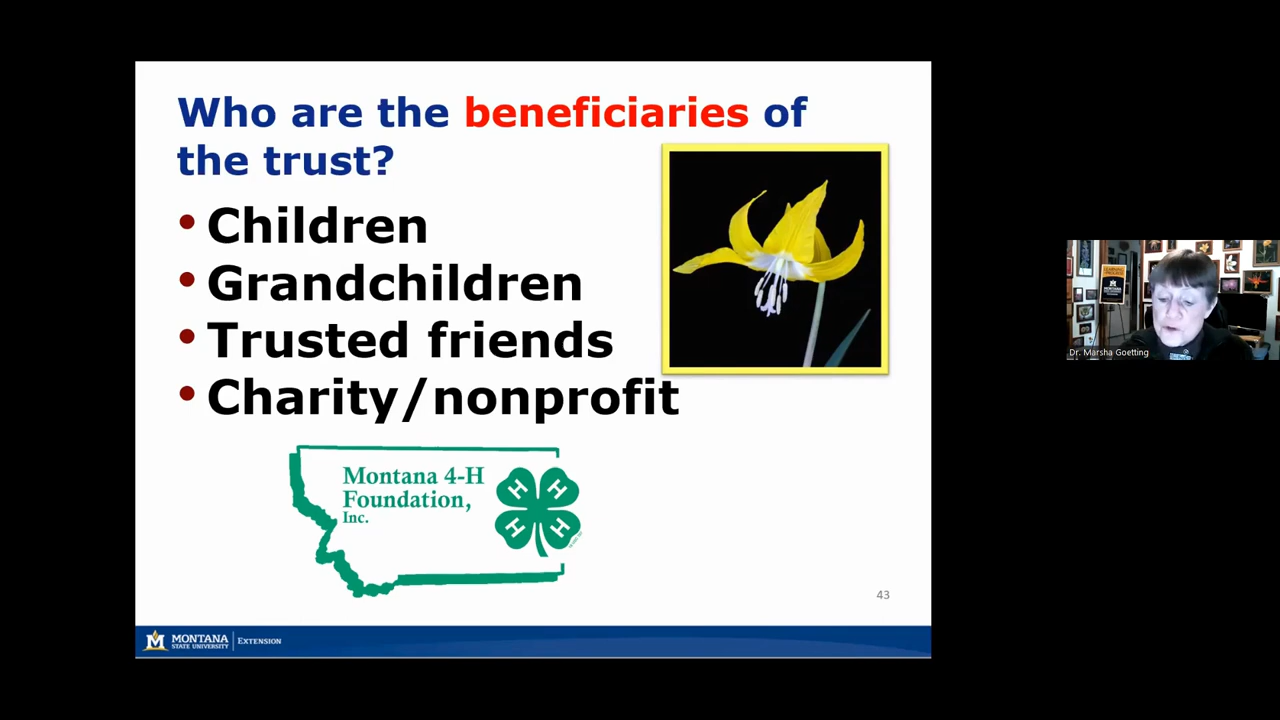 Who are the beneficiaries of
the trust?
• Children
• Grandchildren
• Trusted friends
• Charity/nonprofit
Montana 4-H
Foundation,
Inc.
H H
H H
43
M MONTANA
STATE UNIVERSITY
EXTENSION
Dr. Marsha Goetting